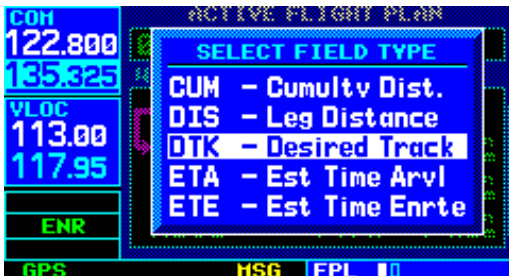 COM
122.800
135.325
VLOC
113.00
117.95
ENR
GPS
ACTIVE FLIGHT PLAN
SELECT FIELD TYPE
CUM – Cumultv Dist.
DIS – Leg Distance
DTK – Desired Track
ETA – Est Time Arvl
ETE – Est Time Enrte
MSG
FPL